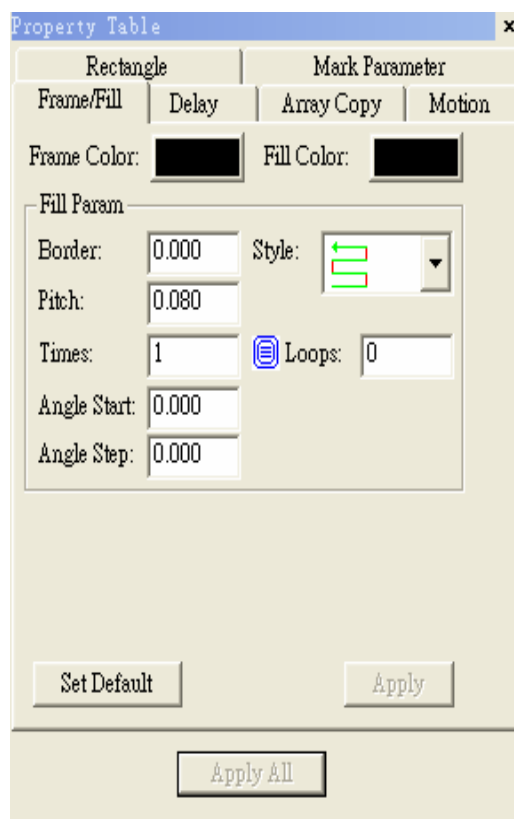 Property Table ×
Rectangle Mark Parameter
Frame/Fill Delay Array Copy Motion
Frame Color: Fill Color:
Fill Param
Border: 0.000 Style:
Pitch: 0.080
Times: 1 Loops: 0
Angle Start: 0.000
Angle Step: 0.000
Set Default Apply
Apply All